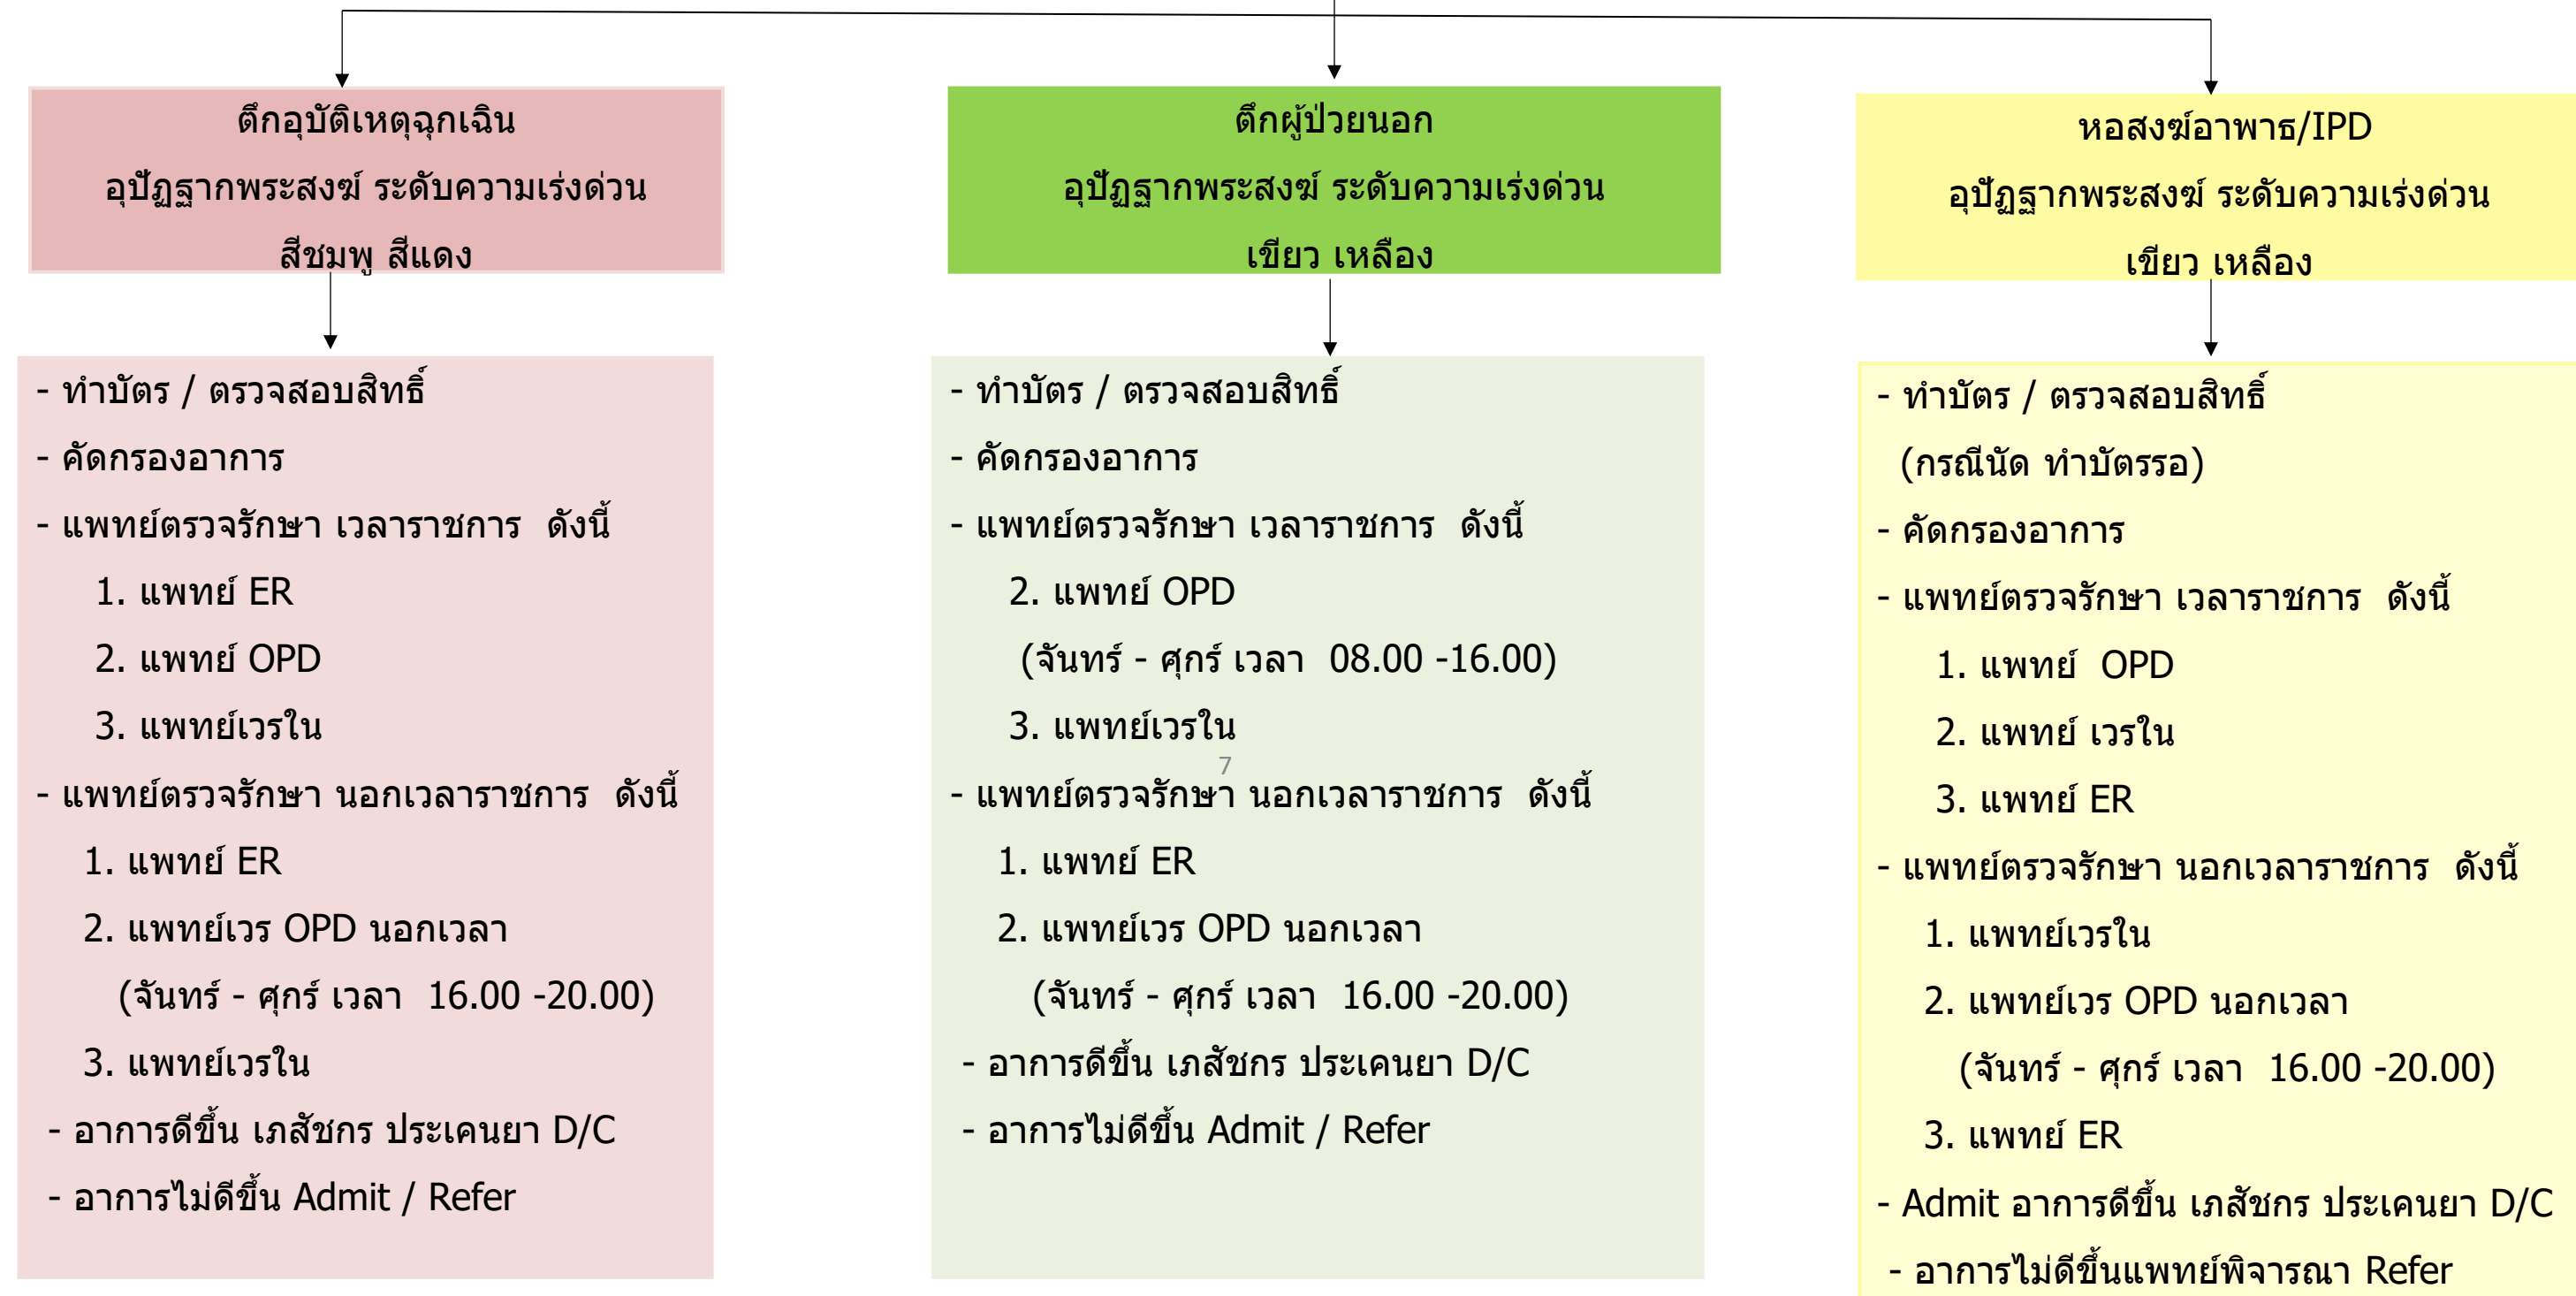 ตึกอุบัติเหตุฉุกเฉิน
อุปัฏฐากพระสงฆ์ ระดับความเร่งด่วน
สีชมพู สีแดง
- ทำบัตร / ตรวจสอบสิทธิ์
- คัดกรองอาการ
- แพทย์ตรวจรักษา เวลาราชการ ดังนี้
1. แพทย์ ER
2. แพทย์ OPD
3. แพทย์เวรใน
- แพทย์ตรวจรักษา นอกเวลาราชการ ดังนี้
1. แพทย์ ER
2. แพทย์เวร OPD นอกเวลา
(จันทร์ - ศุกร์ เวลา 16.00 -20.00)
3. แพทย์เวรใน
- อาการดีขึ้น เภสัชกร ประเคนยา D/C
- อาการไม่ดีขึ้น Admit / Refer
ตึกผู้ป่วยนอก
อุปัฏฐากพระสงฆ์ ระดับความเร่งด่วน
เขียว เหลือง
- ทำบัตร / ตรวจสอบสิทธิ์
- คัดกรองอาการ
- แพทย์ตรวจรักษา เวลาราชการ ดังนี้
2. แพทย์ OPD
(จันทร์ - ศุกร์ เวลา 08.00 -16.00)
3. แพทย์เวรใน
7
- แพทย์ตรวจรักษา นอกเวลาราชการ ดังนี้
1. แพทย์ ER
2. แพทย์เวร OPD นอกเวลา
(จันทร์ - ศุกร์ เวลา 16.00 -20.00)
- อาการดีขึ้น เภสัชกร ประเคนยา D/C
- อาการไม่ดีขึ้น Admit / Refer
หอสงฆ์อาพาธ/IPD
อุปัฏฐากพระสงฆ์ ระดับความเร่งด่วน
เขียว เหลือง
- ทำบัตร / ตรวจสอบสิทธิ์
(กรณีนัด ทำบัตรรอ)
- คัดกรองอาการ
- แพทย์ตรวจรักษา เวลาราชการ ดังนี้
1. แพทย์ OPD
2. แพทย์ เวรใน
3. แพทย์ ER
- แพทย์ตรวจรักษา นอกเวลาราชการ ดังนี้
1. แพทย์เวรใน
2. แพทย์เวร OPD นอกเวลา
(จันทร์ - ศุกร์ เวลา 16.00 -20.00)
3. แพทย์ ER
- Admit อาการดีขึ้น เภสัชกร ประเคนยา D/C
- อาการไม่ดีขึ้นแพทย์พิจารณา Refer